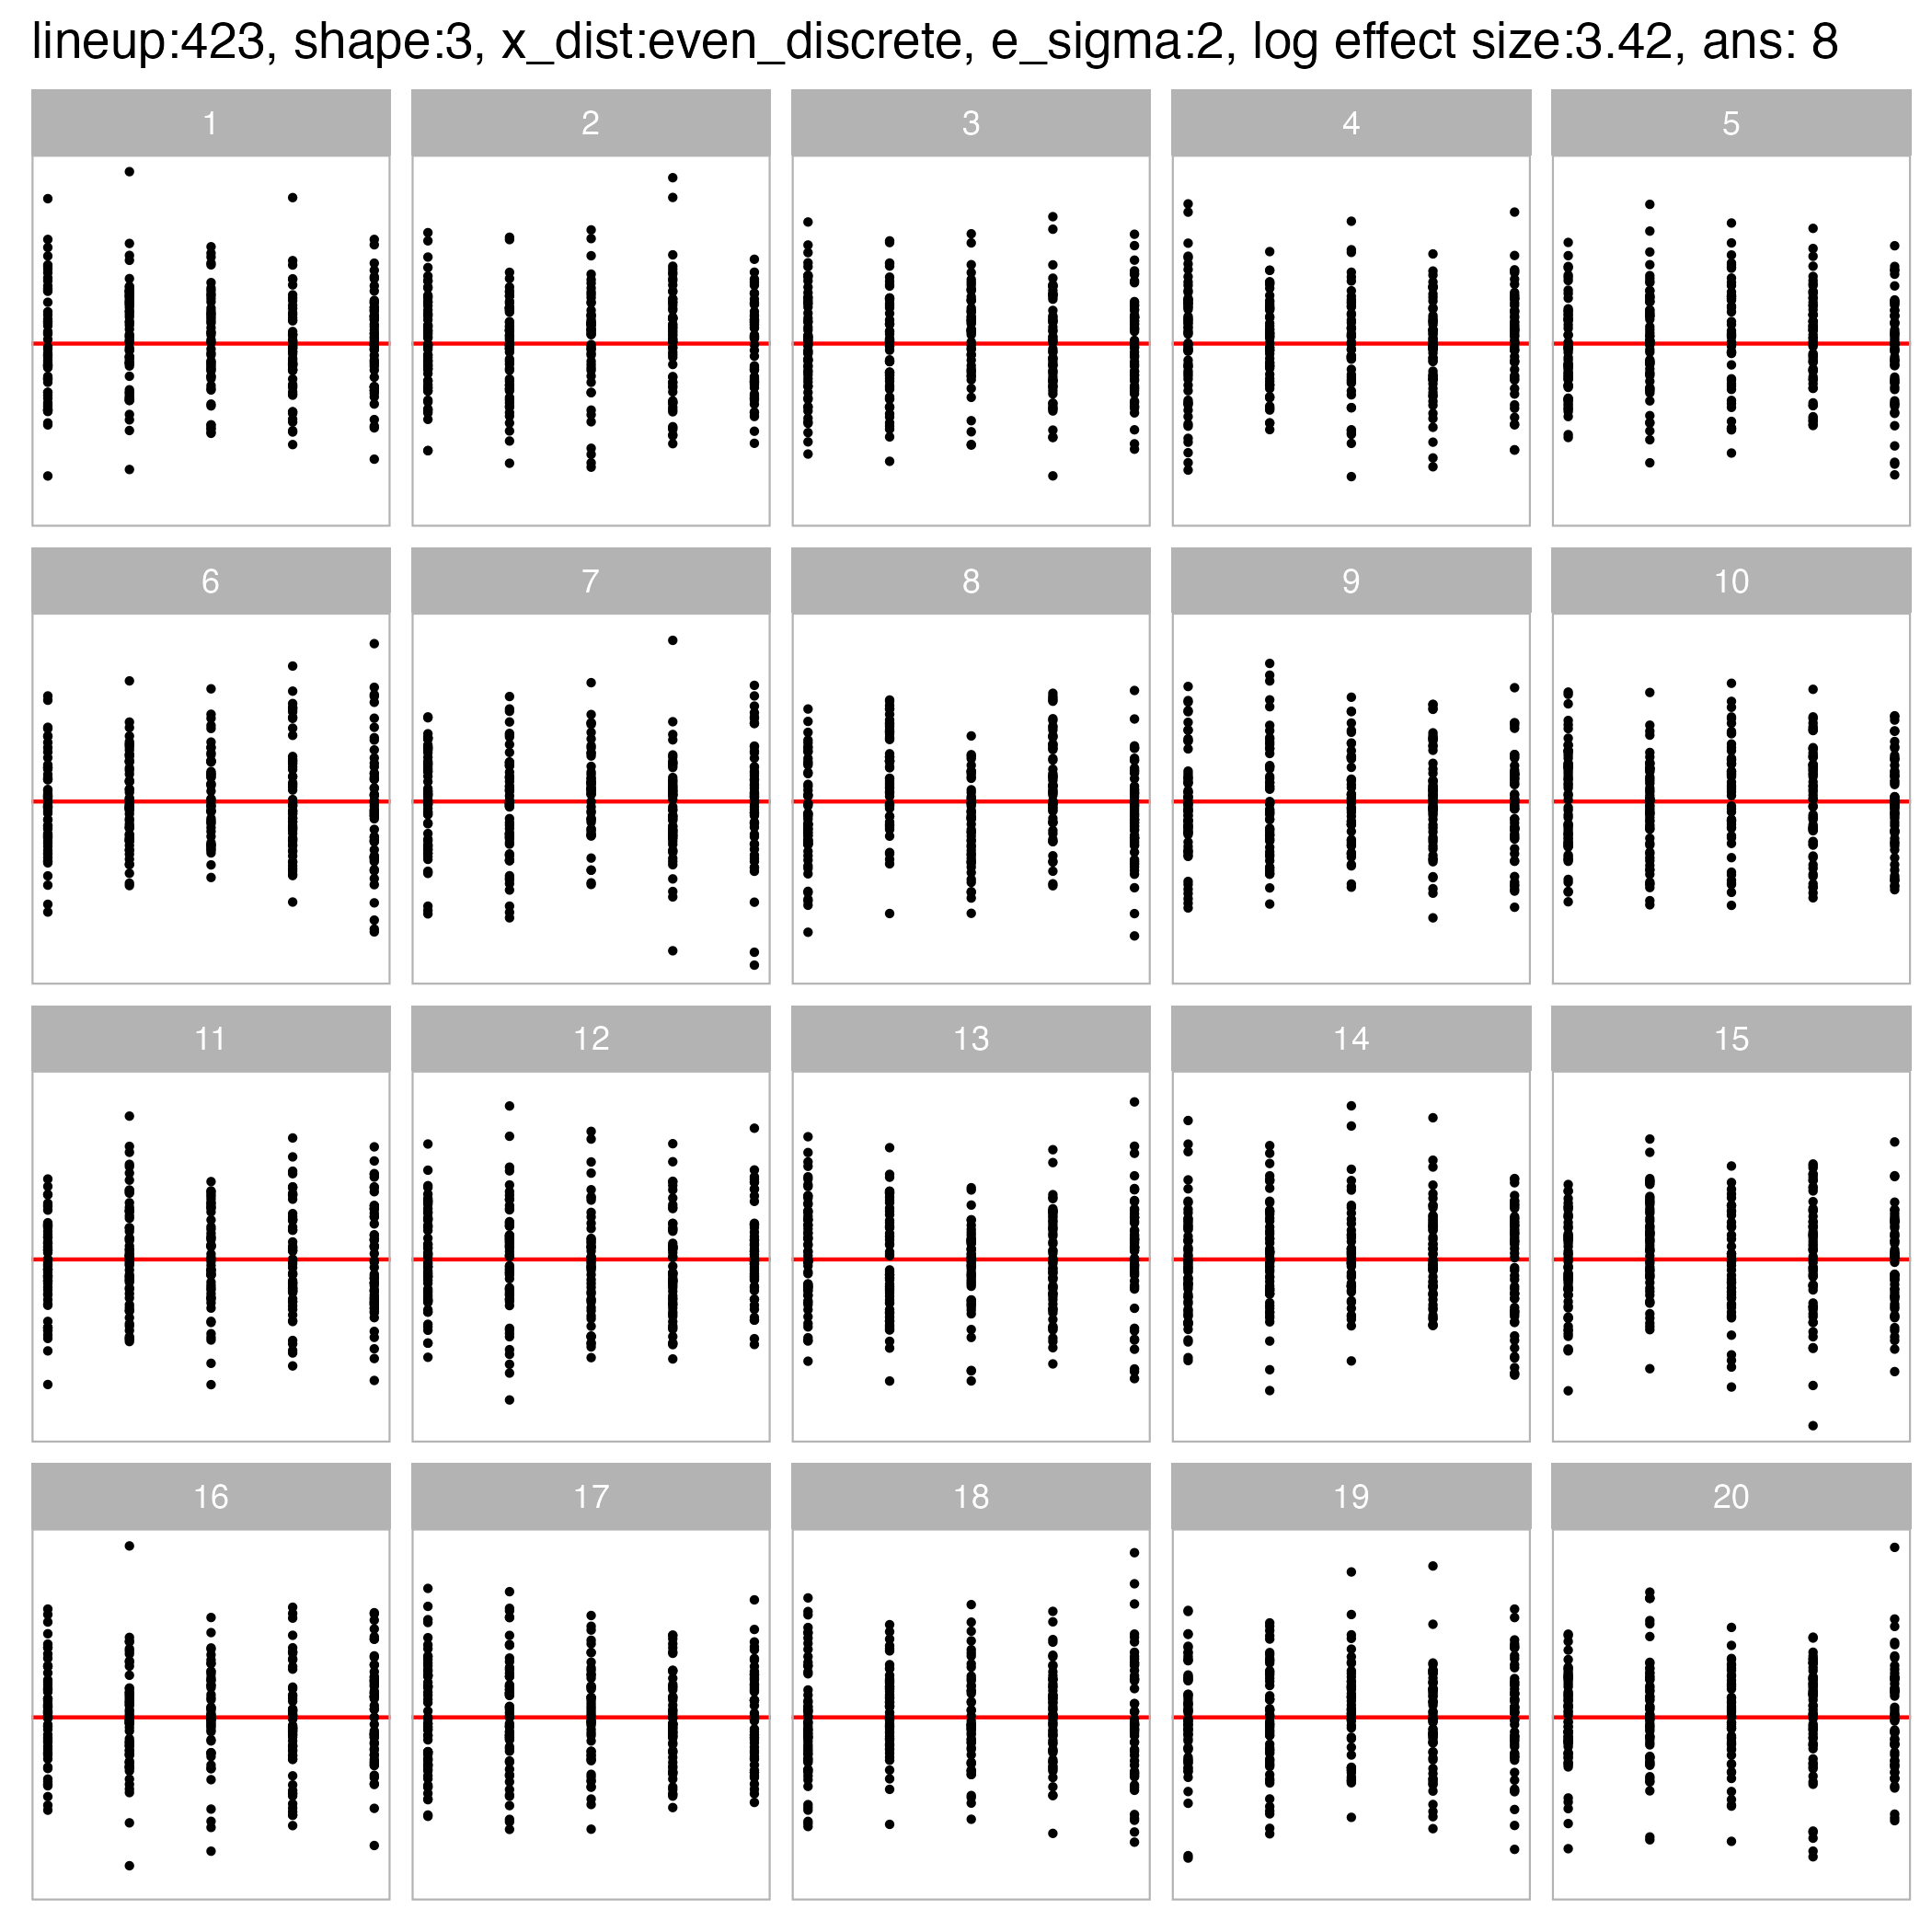 lineup:423, shape:3, x_dist:even_discrete, e_sigma:2, log effect size:3.42, ans: 8
1 2 3 4 5
6 7 8 9 10
11 12 13 14 15
16 17 18 19 20